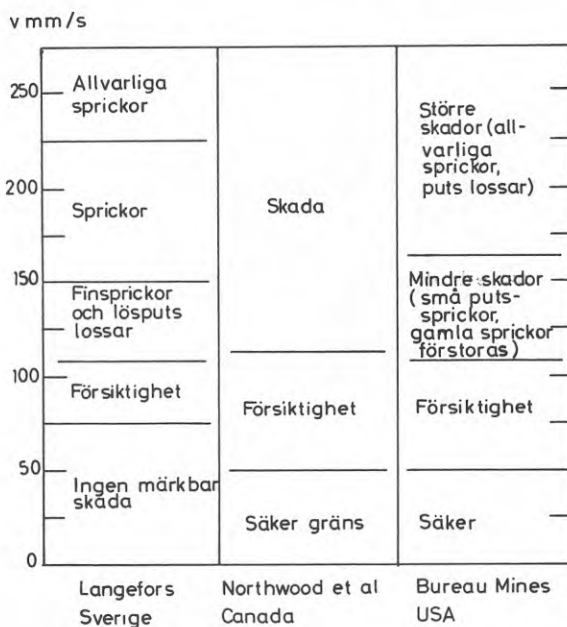 v mm/s
250
200
150
100
50
0
Allvarliga
sprickor
Sprickor
Finsprickor
och lösputs
lossar
Försiktighet
Ingen märkbar
skada
Skada
Försiktighet
Säker gräns
Större
skador (all-
varliga
sprickor,
puts lossar)
Mindre skador
(små puts-
sprickor,
gamla sprickor
förstoras)
Försiktighet
Säker
Langefors
Sverige
Northwood et al
Canada
Bureau Mines
USA